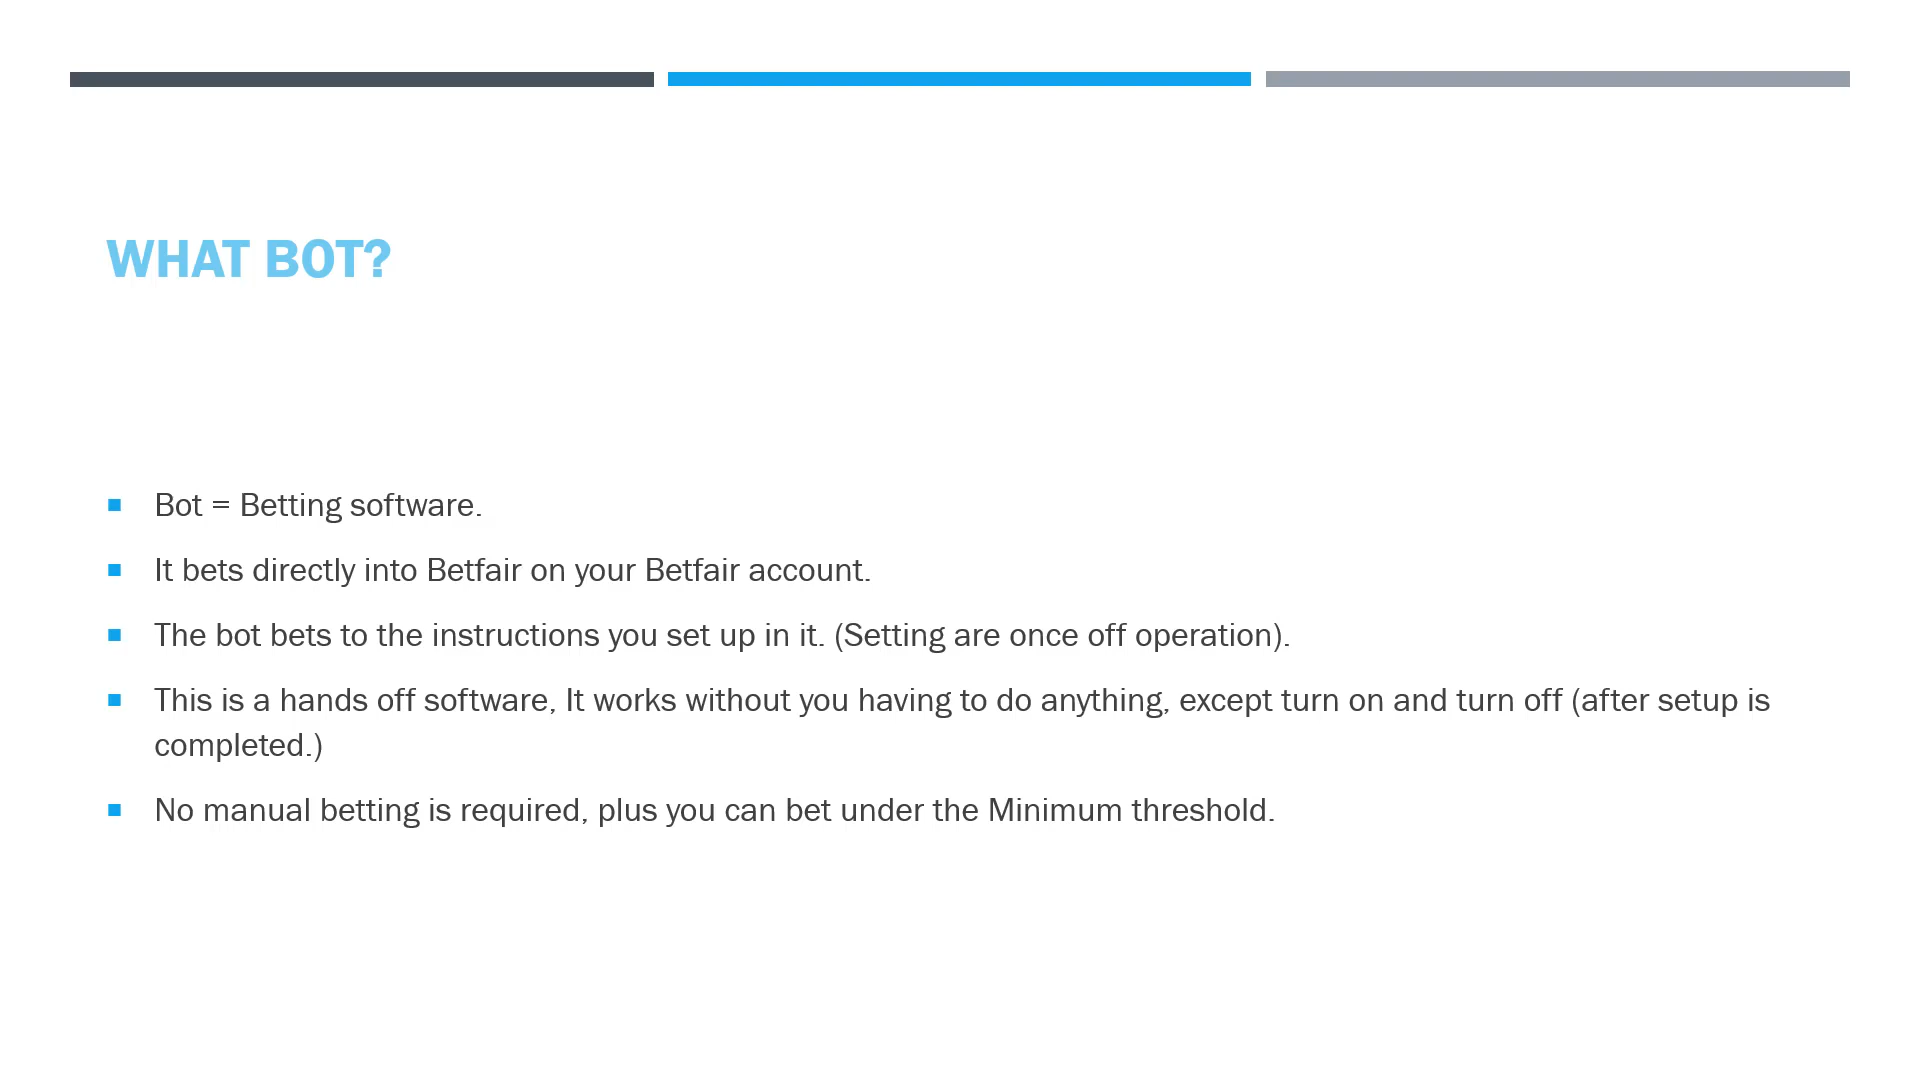 WHAT BOT?
Bot = Betting software.
It bets directly into Betfair on your Betfair account.
The bot bets to the instructions you set up in it. (Setting are once off operation).
This is a hands off software, It works without you having to do anything, except turn on and turn off (after setup is
completed.)
No manual betting is required, plus you can bet under the Minimum threshold.